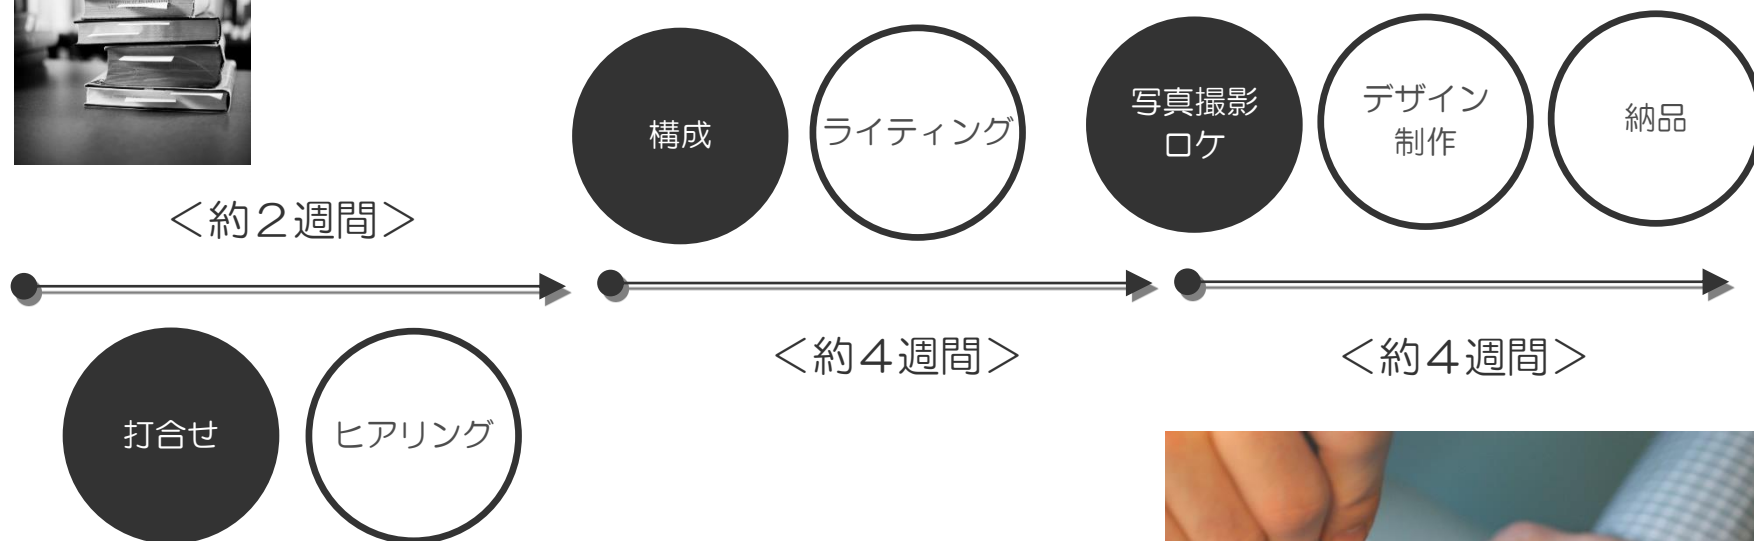 構成
ライティング
写真撮影
ロケ
デザイン
制作
納品
＜約２週間＞
＜約４週間＞
＜約４週間＞
打合せ
ヒアリング